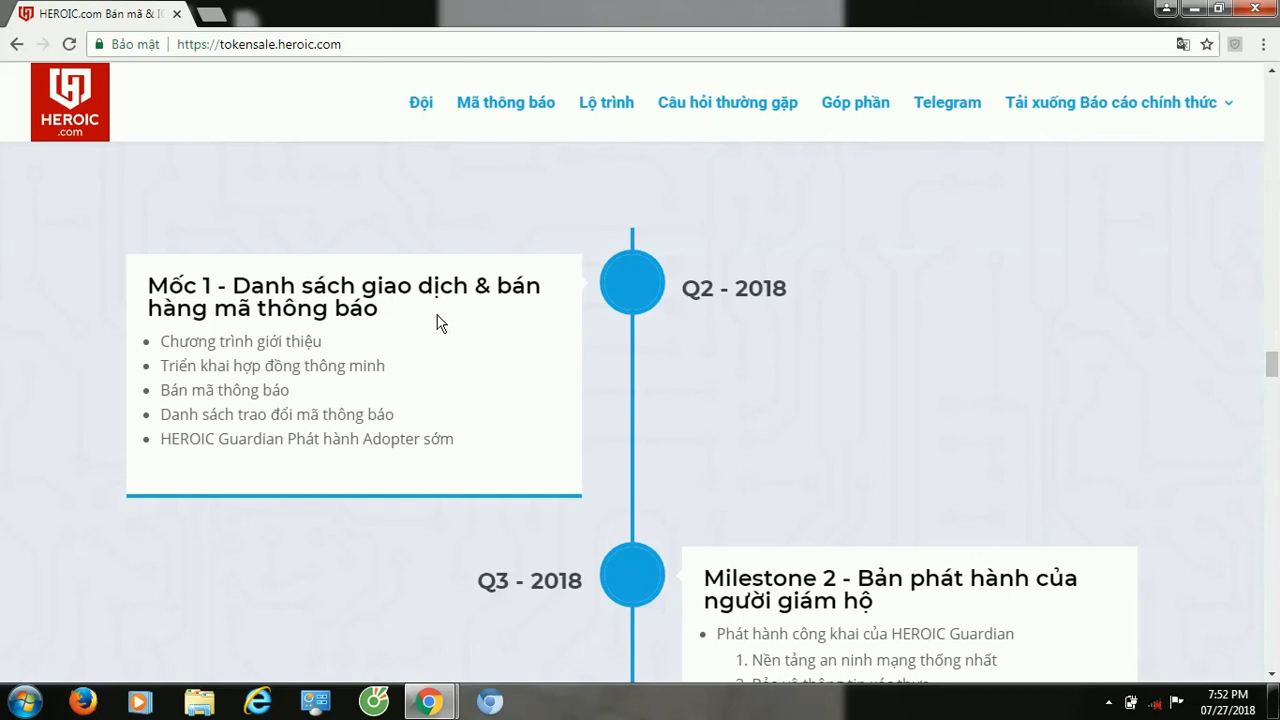 HEROIC.com Bán mã & I
Bảo mật
https://tokensale.heroic.com
HEROIC
.com
Đội
Mã thông báo
Lộ trình
Câu hỏi thường gặp
Góp phần
Telegram
Tải xuống Báo cáo chính thức
Mốc 1 - Danh sách giao dịch & bán
hàng mã thông báo
Q2 - 2018
Chương trình giới thiệu
Triển khai hợp đồng thông minh
Bán mã thông báo
Danh sách trao đổi mã thông báo
HEROIC Guardian Phát hành Adopter sớm
Q3 - 2018
Milestone 2 - Bản phát hành của
người giám hộ
Phát hành công khai của HEROIC Guardian
1. Nền tảng an ninh mạng thống nhất
7:52 PM
07/27/2018